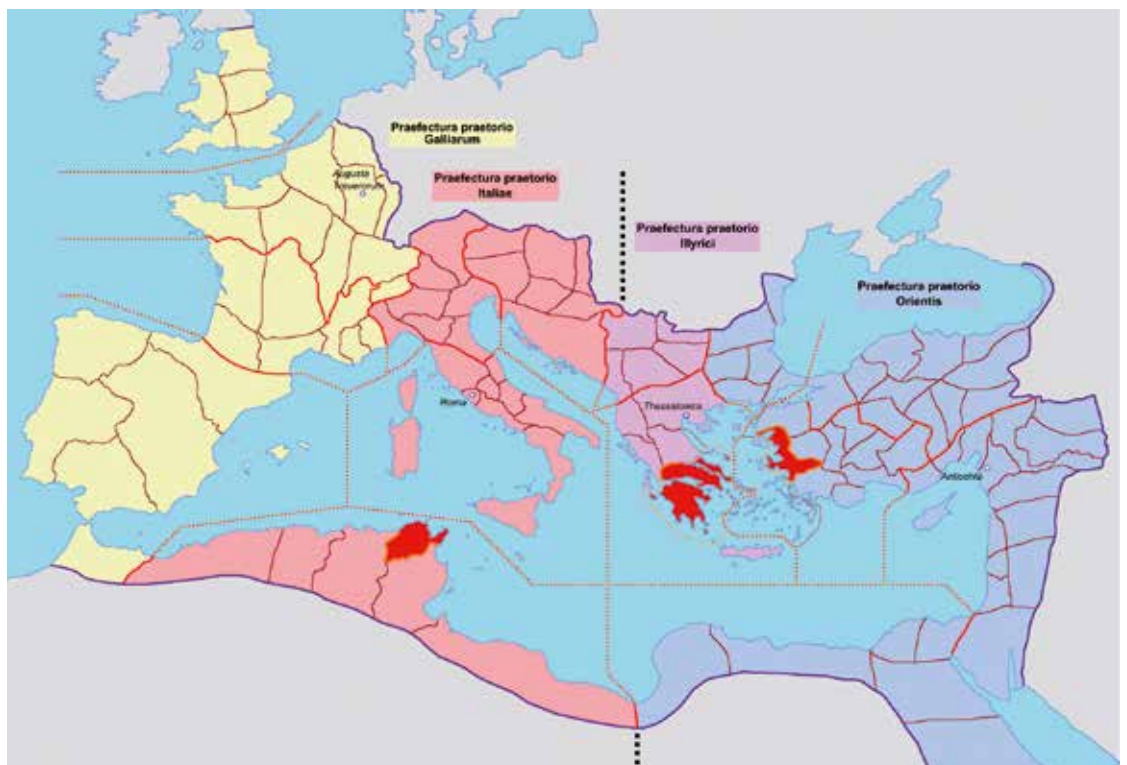 Praefectura praetorio
Galliarum
Augusta
Treverorum
Praefectura praetorio
Italiae
Praefectura praetorio
Illyrici
Praefectura praetorio
Orientis
Roma
Thessalonica
Antiochia